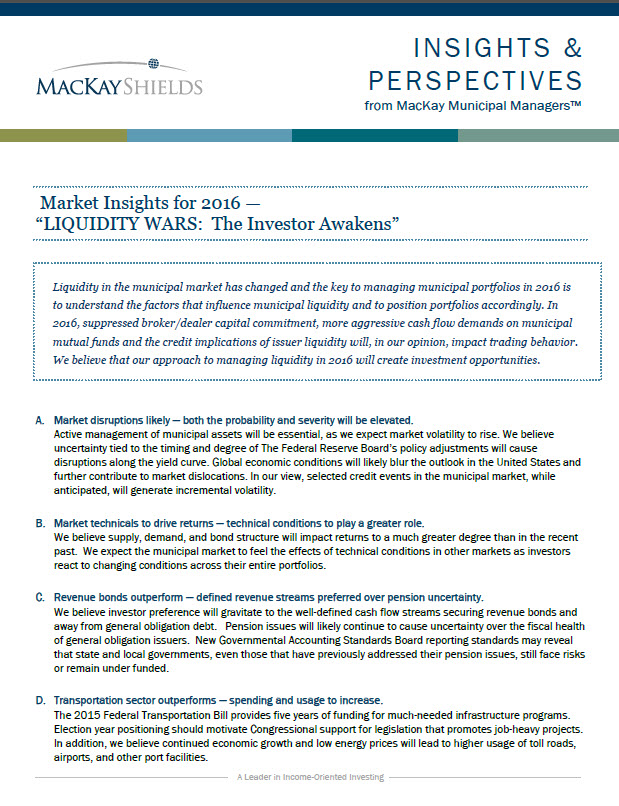 MACKAY SHIELDS
INSIGHTS &
PERSPECTIVES
from MacKay Municipal Managers™
Market Insights for 2016 —
“LIQUIDITY WARS:  The Investor Awakens”
Liquidity in the municipal market has changed and the key to managing municipal portfolios in 2016 is
to understand the factors that influence municipal liquidity and to position portfolios accordingly. In
2016, suppressed broker/dealer capital commitment, more aggressive cash flow demands on municipal
mutual funds and the credit implications of issuer liquidity will, in our opinion, impact trading behavior.
We believe that our approach to managing liquidity in 2016 will create investment opportunities.
A. Market disruptions likely — both the probability and severity will be elevated.
Active management of municipal assets will be essential, as we expect market volatility to rise. We believe
uncertainty tied to the timing and degree of The Federal Reserve Board’s policy adjustments will cause
disruptions along the yield curve. Global economic conditions will likely blur the outlook in the United States and
further contribute to market dislocations. In our view, selected credit events in the municipal market, while
anticipated, will generate incremental volatility.
B. Market technicals to drive returns — technical conditions to play a greater role.
We believe supply, demand, and bond structure will impact returns to a much greater degree than in the recent
past.  We expect the municipal market to feel the effects of technical conditions in other markets as investors
react to changing conditions across their entire portfolios.
C. Revenue bonds outperform — defined revenue streams preferred over pension uncertainty.
We believe investor preference will gravitate to the well-defined cash flow streams securing revenue bonds and
away from general obligation debt.   Pension issues will likely continue to cause uncertainty over the fiscal health
of general obligation issuers.  New Governmental Accounting Standards Board reporting standards may reveal
that state and local governments, even those that have previously addressed their pension issues, still face risks
or remain under funded.
D. Transportation sector outperforms — spending and usage to increase.
The 2015 Federal Transportation Bill provides five years of funding for much-needed infrastructure programs.
Election year positioning should motivate Congressional support for legislation that promotes job-heavy projects.
In addition, we believe continued economic growth and low energy prices will lead to higher usage of toll roads,
airports, and other port facilities.
A Leader in Income-Oriented Investing